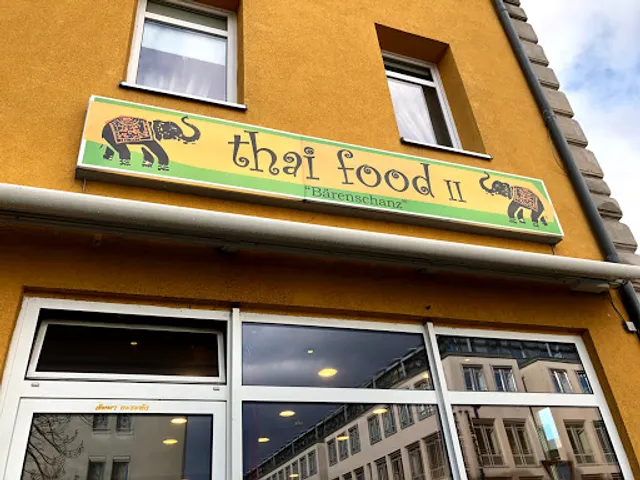 thai food II
"Bärenschanz"